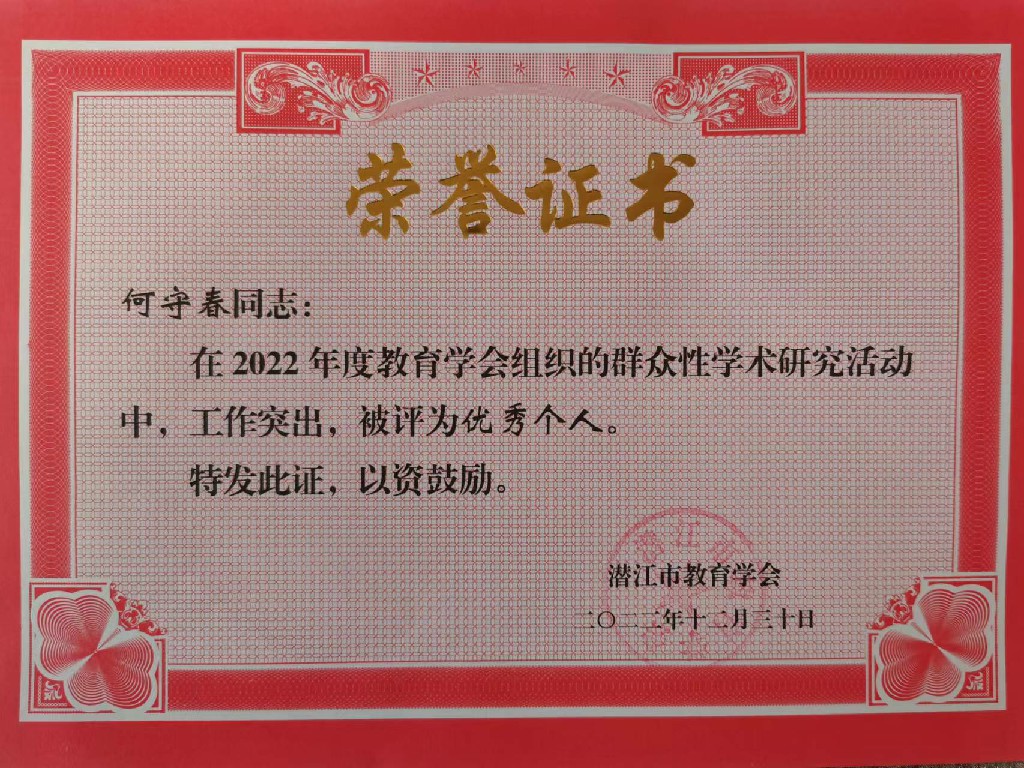 荣誉证书
何守春同志：
在2022年度教育学会组织的群众性学术研究活动
中，工作突出，被评为优秀个人。
特发此证，以资鼓励。
潜江市
潜江市教育学会
二〇二二年十二月三十日